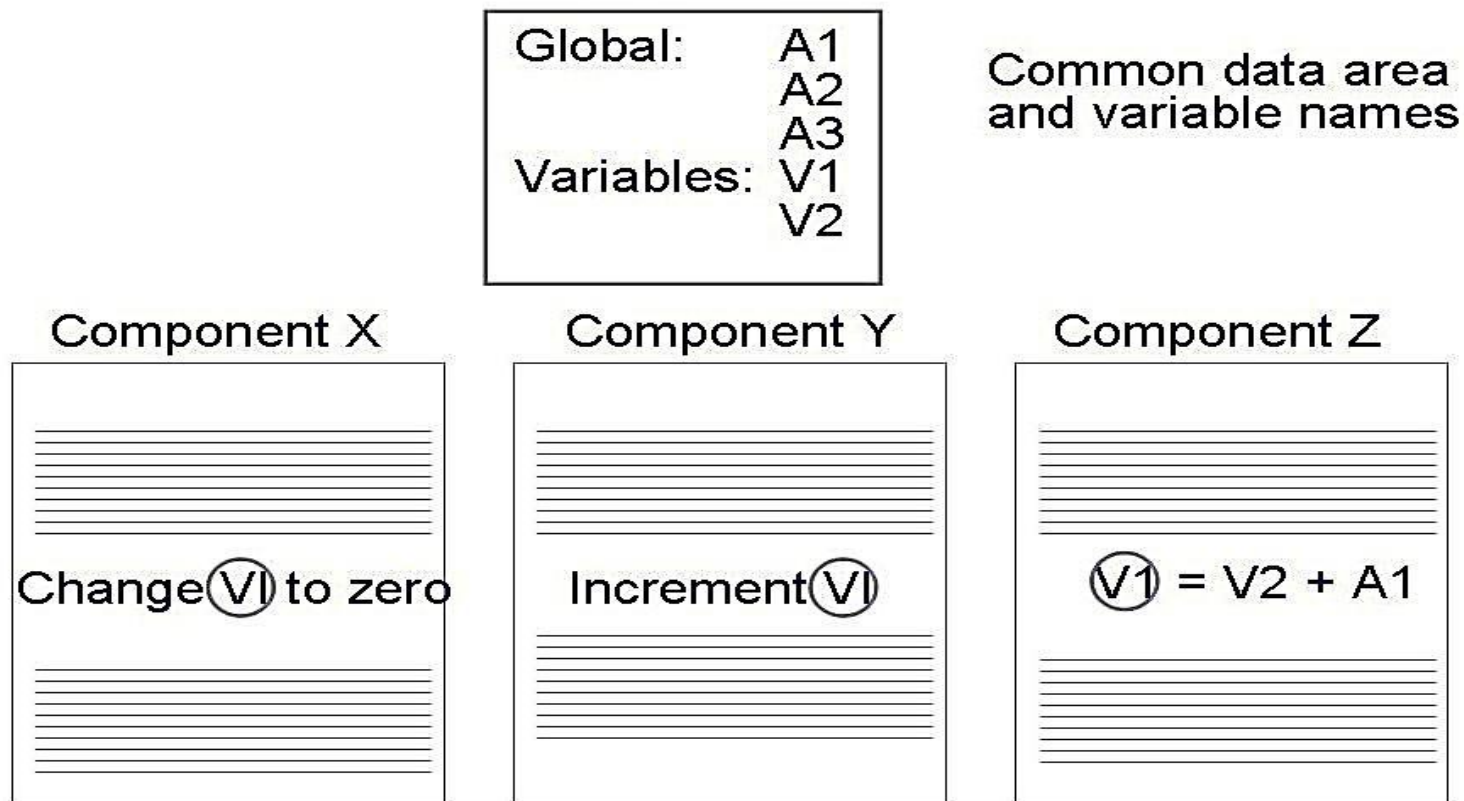 Global: A1
A2
A3
Variables: V1
V2
Common data area
and variable names
Component X
Component Y
Component Z
Change VI to zero
Increment VI
V1 = V2 + A1